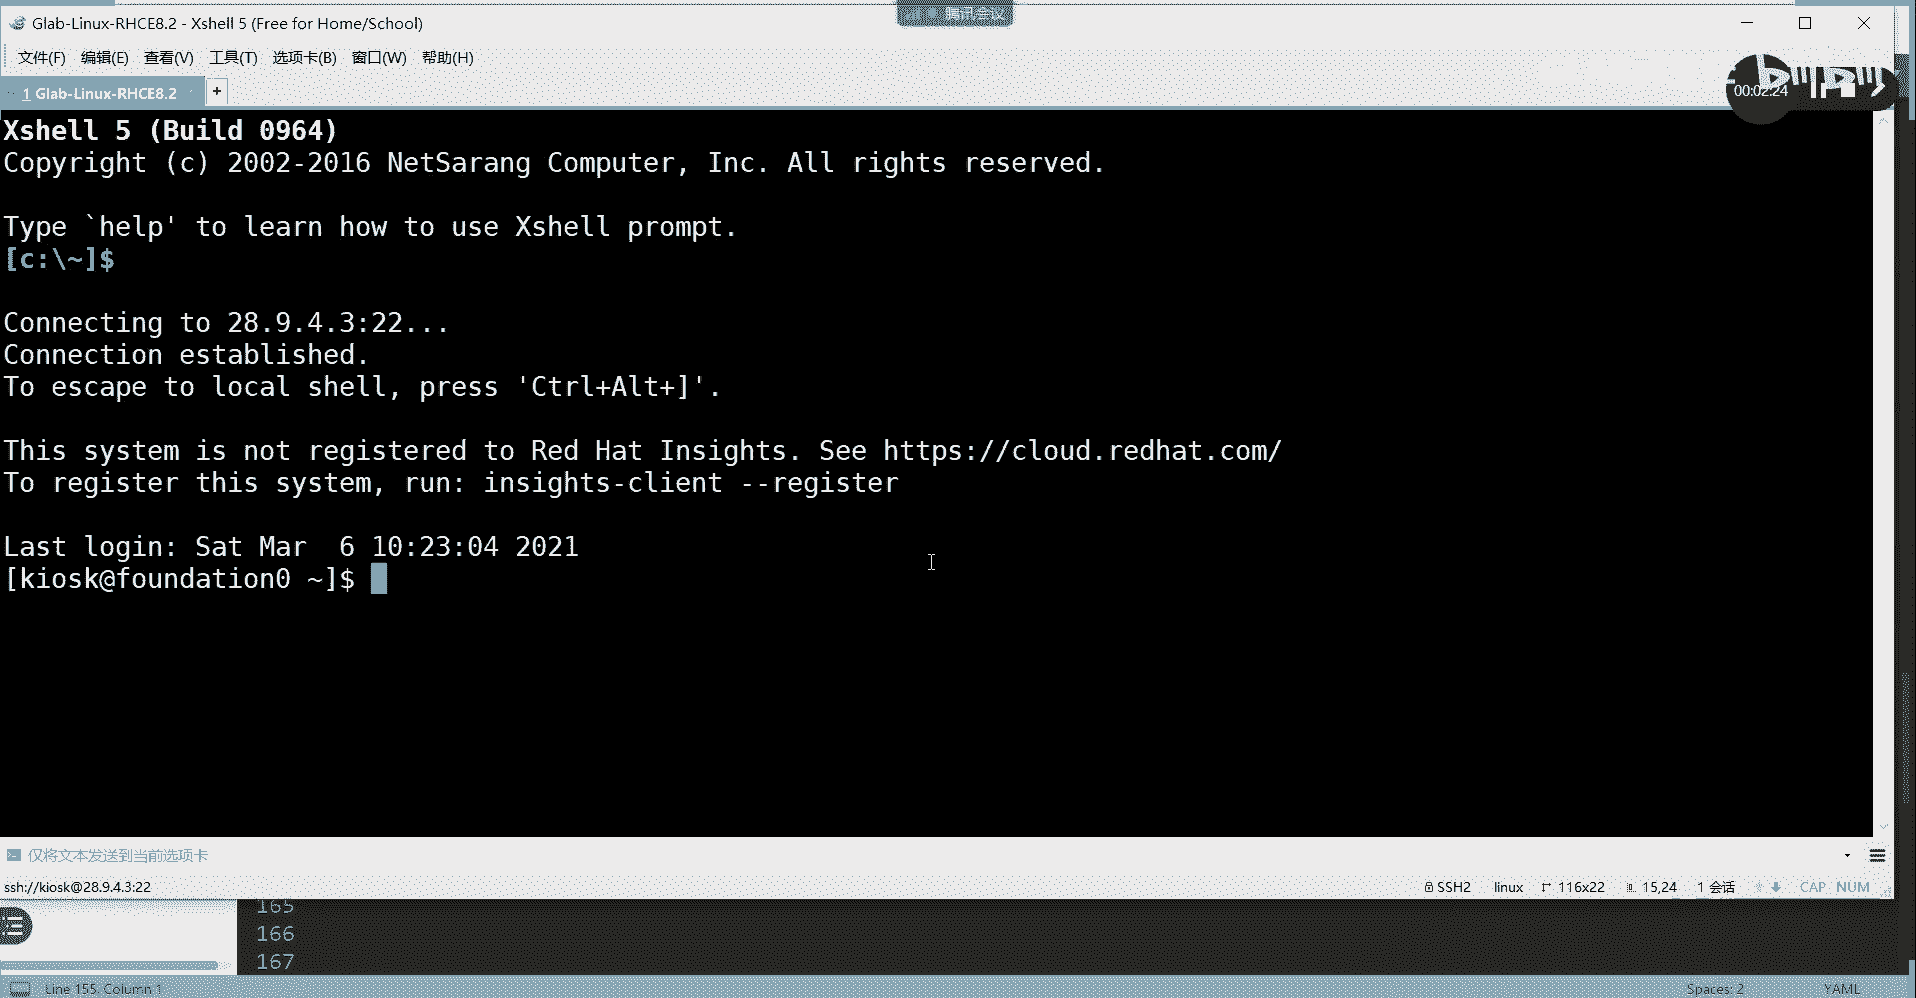 Glab-Linux-RHCE8.2 - Xshell 5 (Free for Home/School)
腾讯会议
文件(F) 编辑(E) 查看(V) 工具(T) 选项卡(B) 窗口(W) 帮助(H)
bilibili
00:02:24
1 Glab-Linux-RHCE8.2 +
Xshell 5 (Build 0964)
Copyright (c) 2002-2016 NetSarang Computer, Inc. All rights reserved.
Type `help' to learn how to use Xshell prompt.
[c:\~]$
Connecting to 28.9.4.3:22...
Connection established.
To escape to local shell, press 'Ctrl+Alt+]'.
This system is not registered to Red Hat Insights. See https://cloud.redhat.com/
To register this system, run: insights-client --register
Last login: Sat Mar  6 10:23:04 2021
[kiosk@foundation0 ~]$
仅将文本发送到当前选项卡
ssh://kiosk@28.9.4.3:22 SSH2 linux 116x22 15,24 1 会话 CAP NUM
165
166
167
Line 155, Column 1 Spaces: 2 YAML